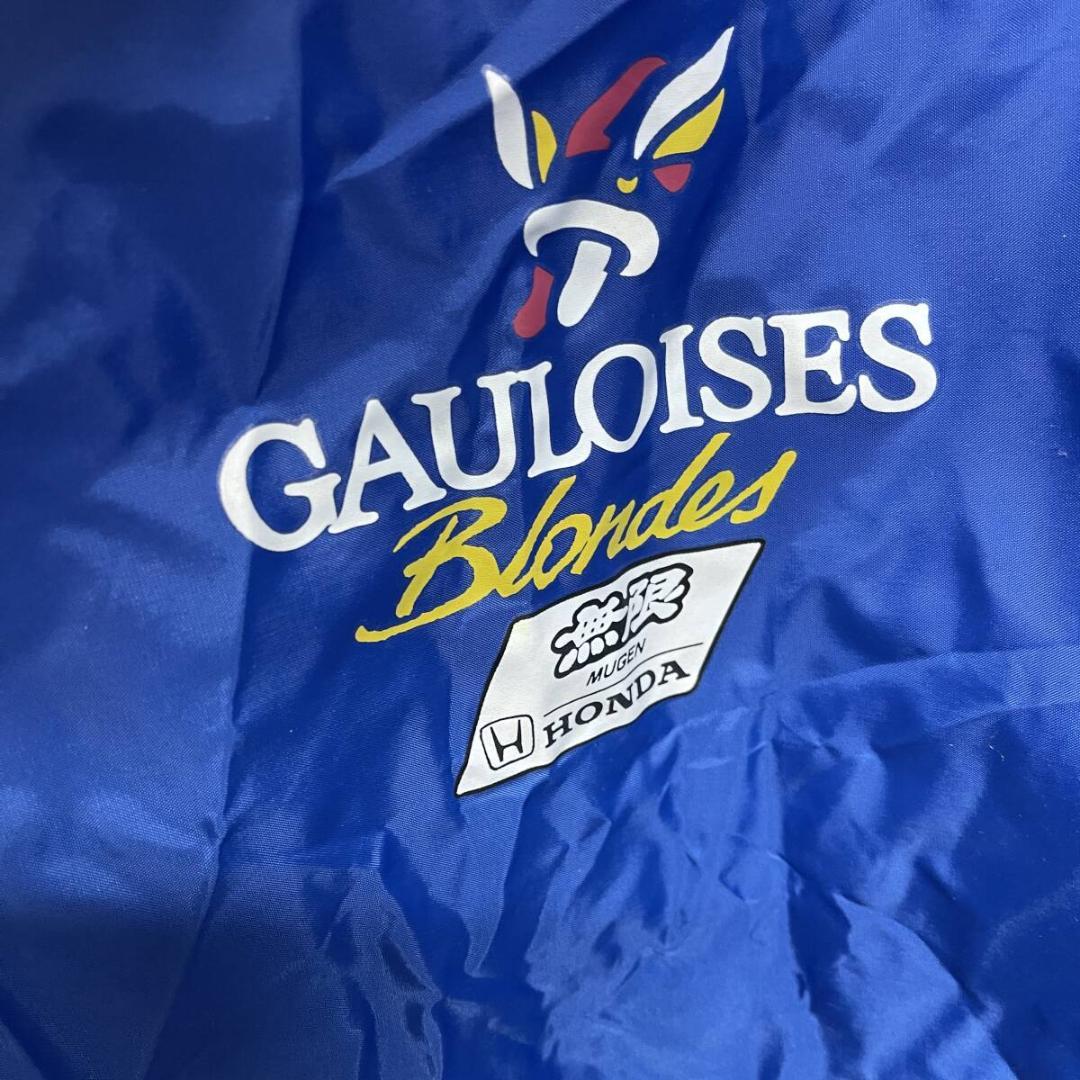 GAULOISES
Blondes
無限
MUGEN
HONDA